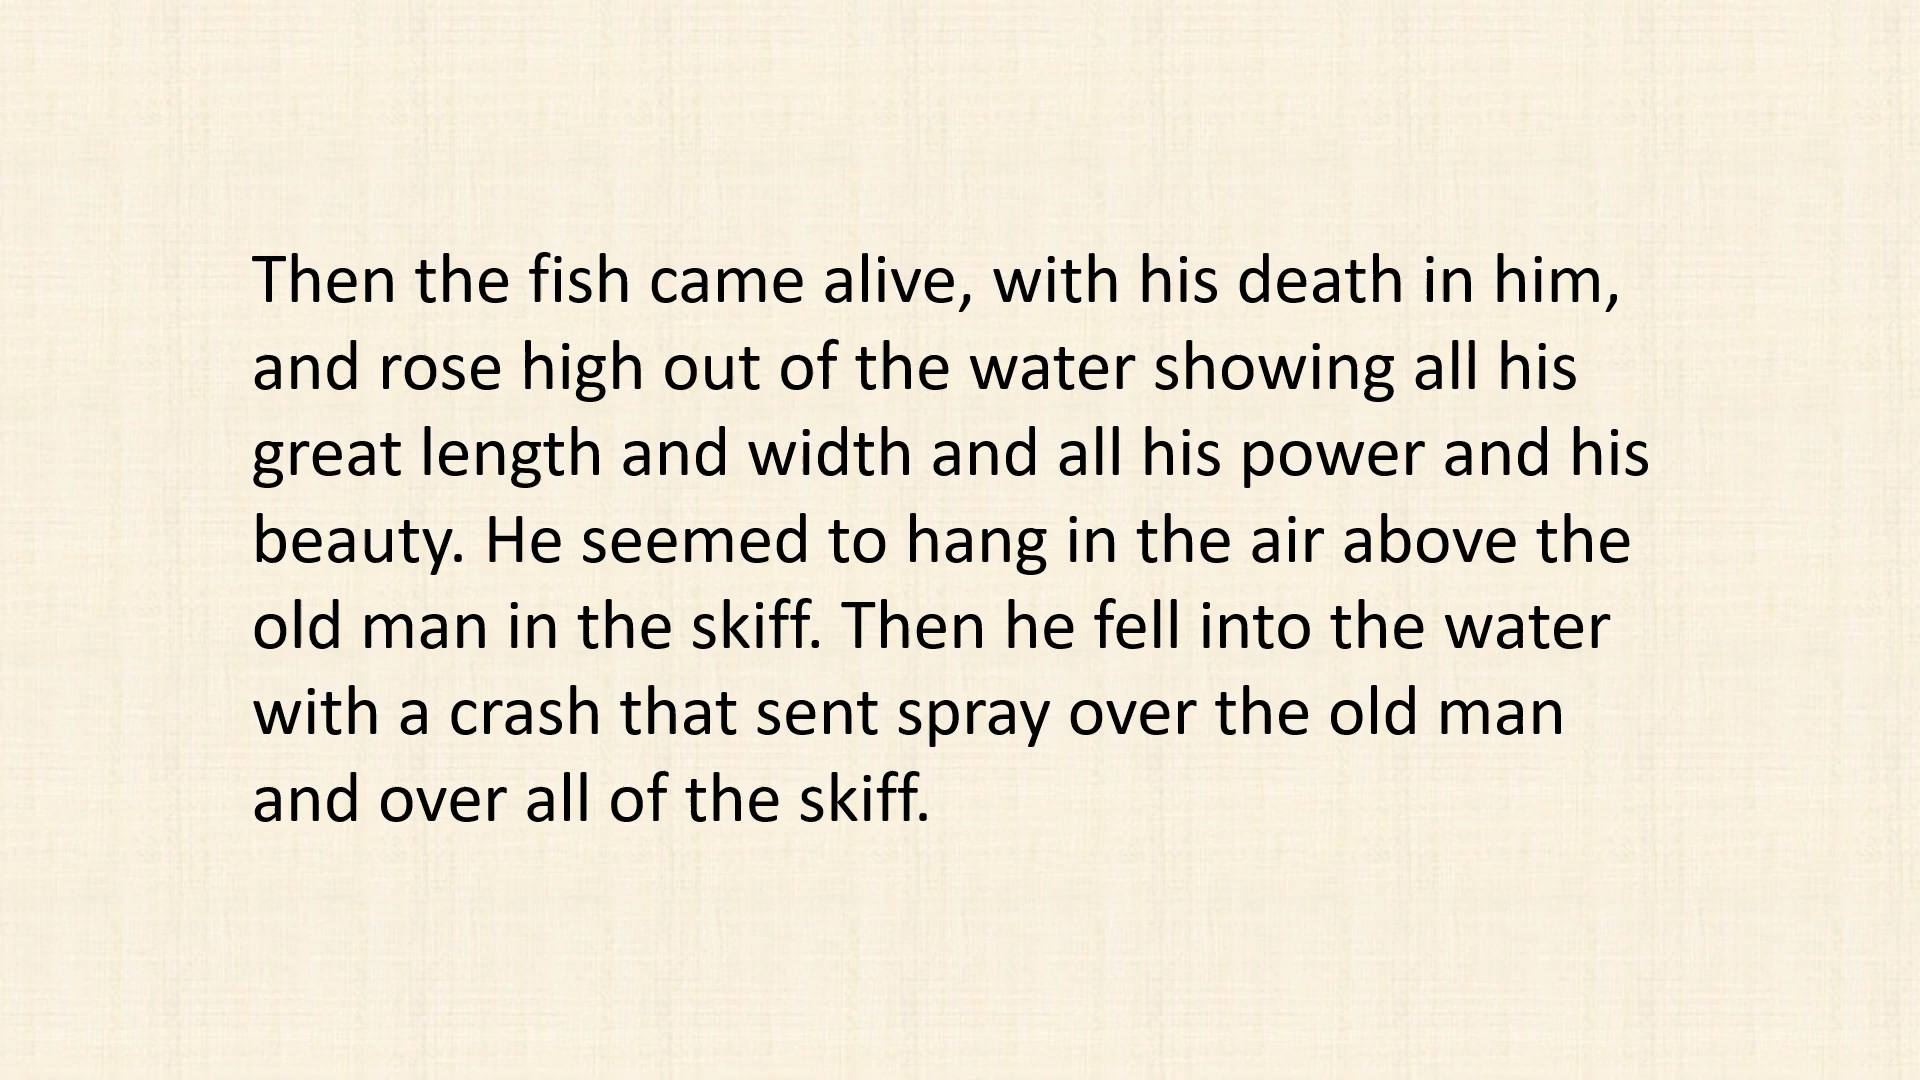 Then the fish came alive, with his death in him,
and rose high out of the water showing all his
great length and width and all his power and his
beauty. He seemed to hang in the air above the
old man in the skiff. Then he fell into the water
with a crash that sent spray over the old man
and over all of the skiff.